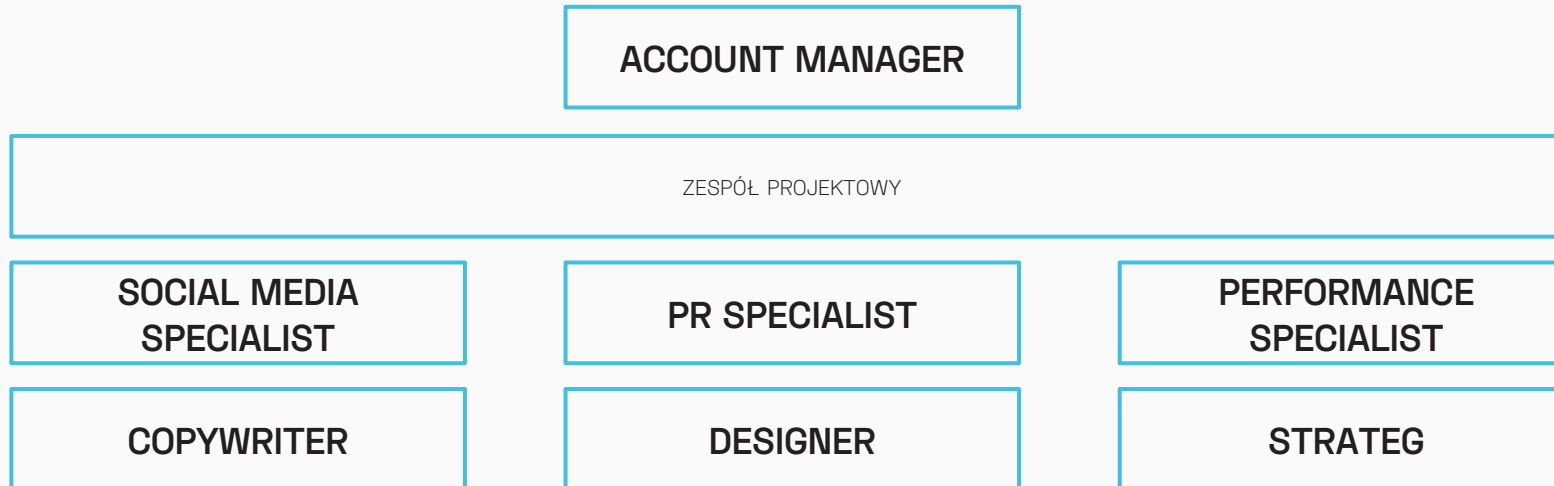 ACCOUNT MANAGER
ZESPÓŁ PROJEKTOWY
SOCIAL MEDIA
SPECIALIST
PR SPECIALIST
PERFORMANCE
SPECIALIST
COPYWRITER
DESIGNER
STRATEG